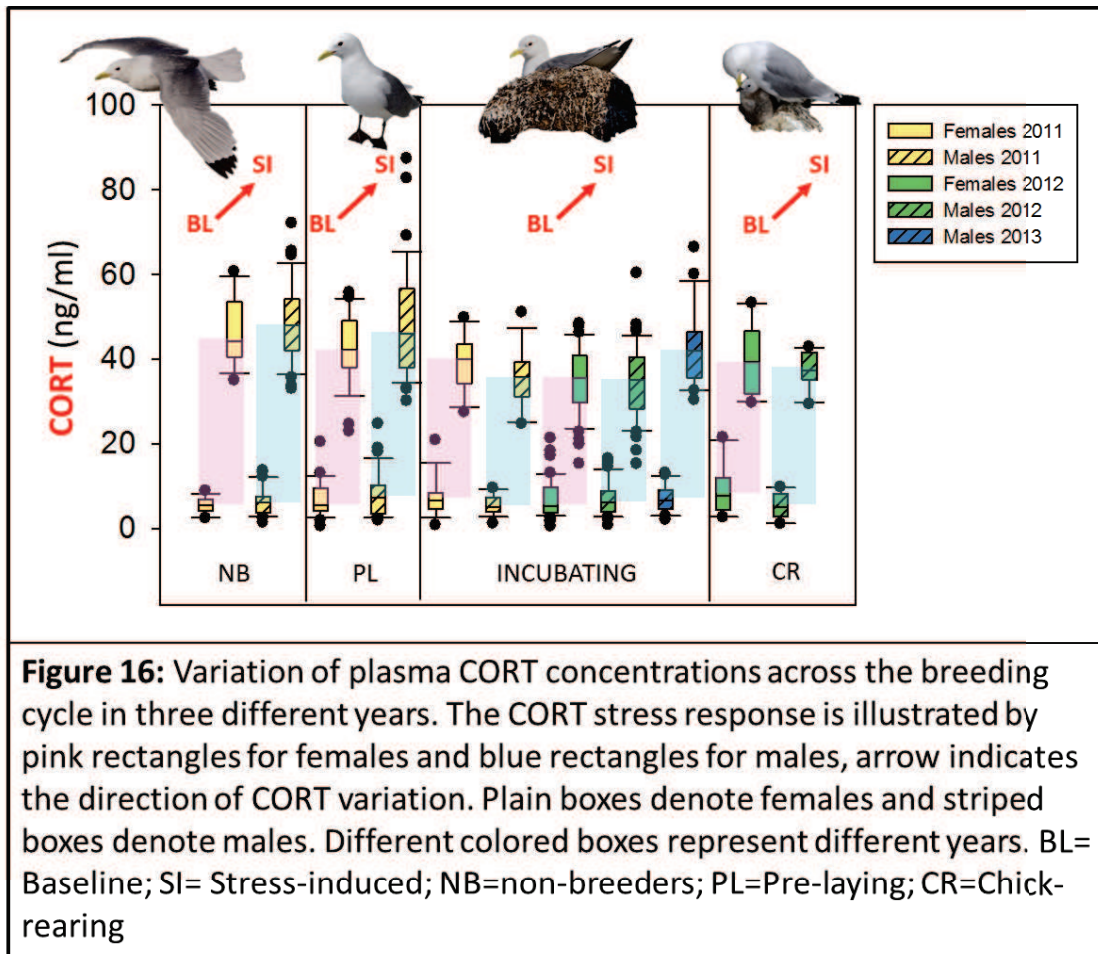 100
80
60
40
20
0
CORT (ng/ml)
SI
BL
SI
BL
SI
BL
SI
BL
NB
PL
INCUBATING
CR
Females 2011
Males 2011
Females 2012
Males 2012
Males 2013
Figure 16: Variation of plasma CORT concentrations across the breeding
cycle in three different years. The CORT stress response is illustrated by
pink rectangles for females and blue rectangles for males, arrow indicates
the direction of CORT variation. Plain boxes denote females and striped
boxes denote males. Different colored boxes represent different years. BL=
Baseline; SI= Stress-induced; NB=non-breeders; PL=Pre-laying; CR=Chick-
rearing